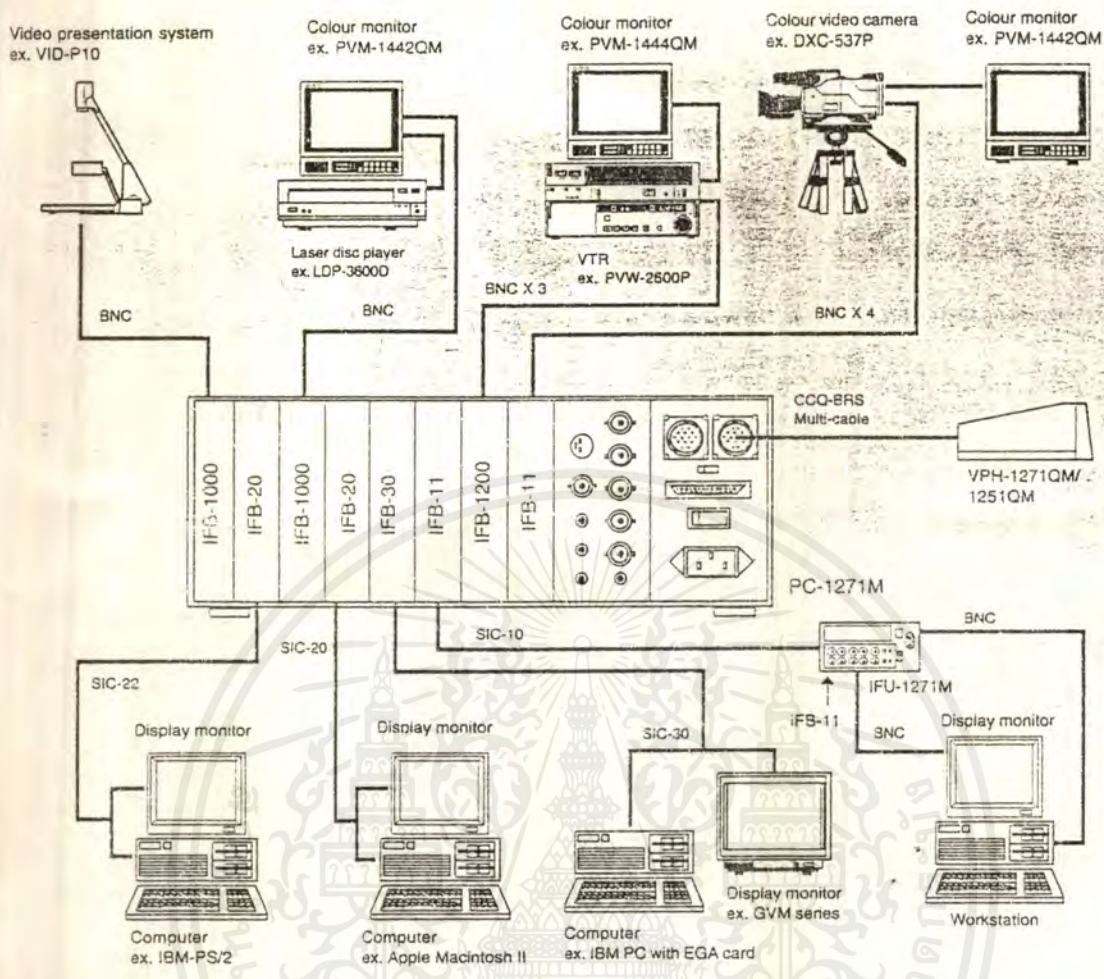 Video presentation system
ex. VID-P10
Colour monitor
ex. PVM-1442QM
Colour monitor
ex. PVM-1444QM
Colour video camera
ex. DXC-537P
Colour monitor
ex. PVM-1442QM
Laser disc player
ex. LDP-3600D
VTR
ex. PVW-2600P
BNC
BNC
BNC X 3
BNC X 4
CCQ-BRS
Multi-cable
VPH-1271QM/
1251QM
IFB-1000
IFB-20
IFB-1000
IFB-20
IFB-30
IFB-11
IFB-1200
IFB-11
PC-1271M
SIC-22
SIC-20
SIC-10
SIC-30
IFB-11
IFU-1271M
BNC
BNC
Display monitor
Display monitor
Display monitor
Display monitor
ex. GVM series
Computer
ex. IBM-PS/2
Computer
ex. Apple Macintosh II
Computer
ex. IBM PC with EGA card
Workstation